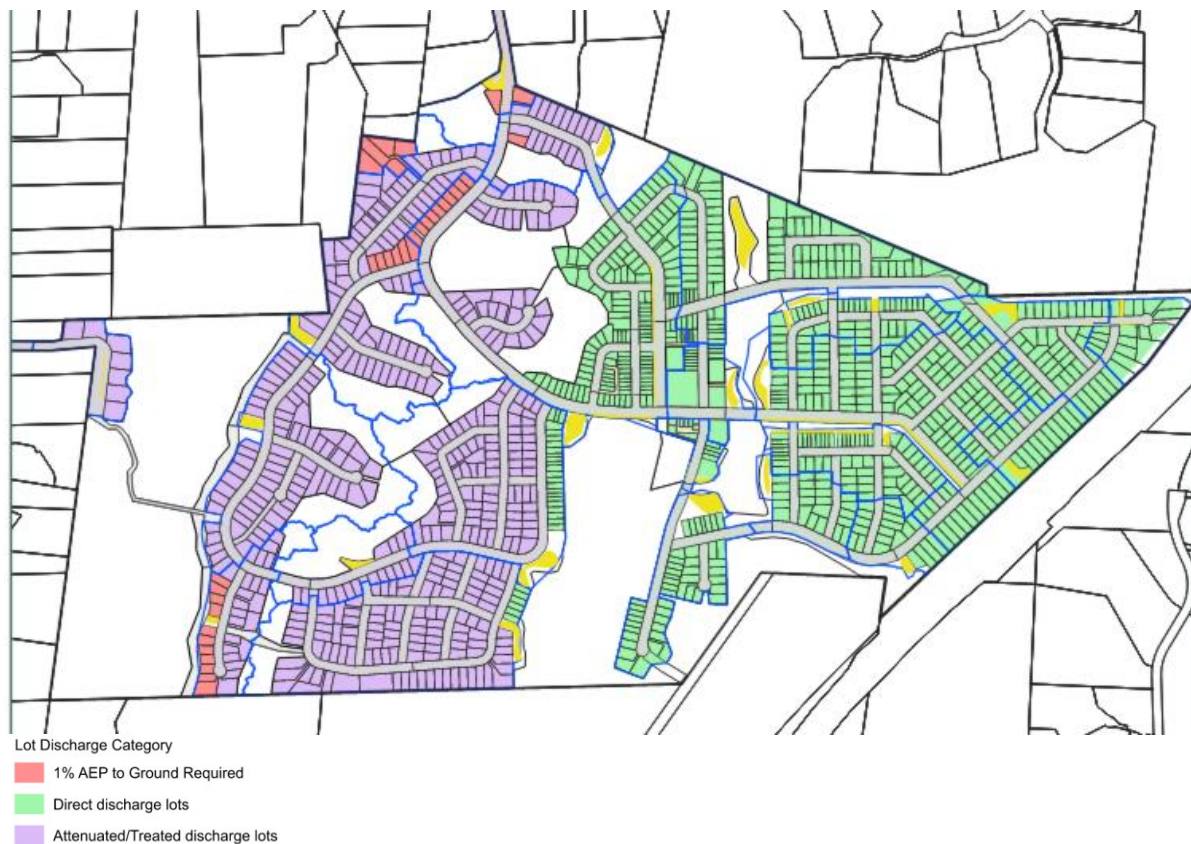 Lot Discharge Category
1% AEP to Ground Required
Direct discharge lots
Attenuated/Treated discharge lots